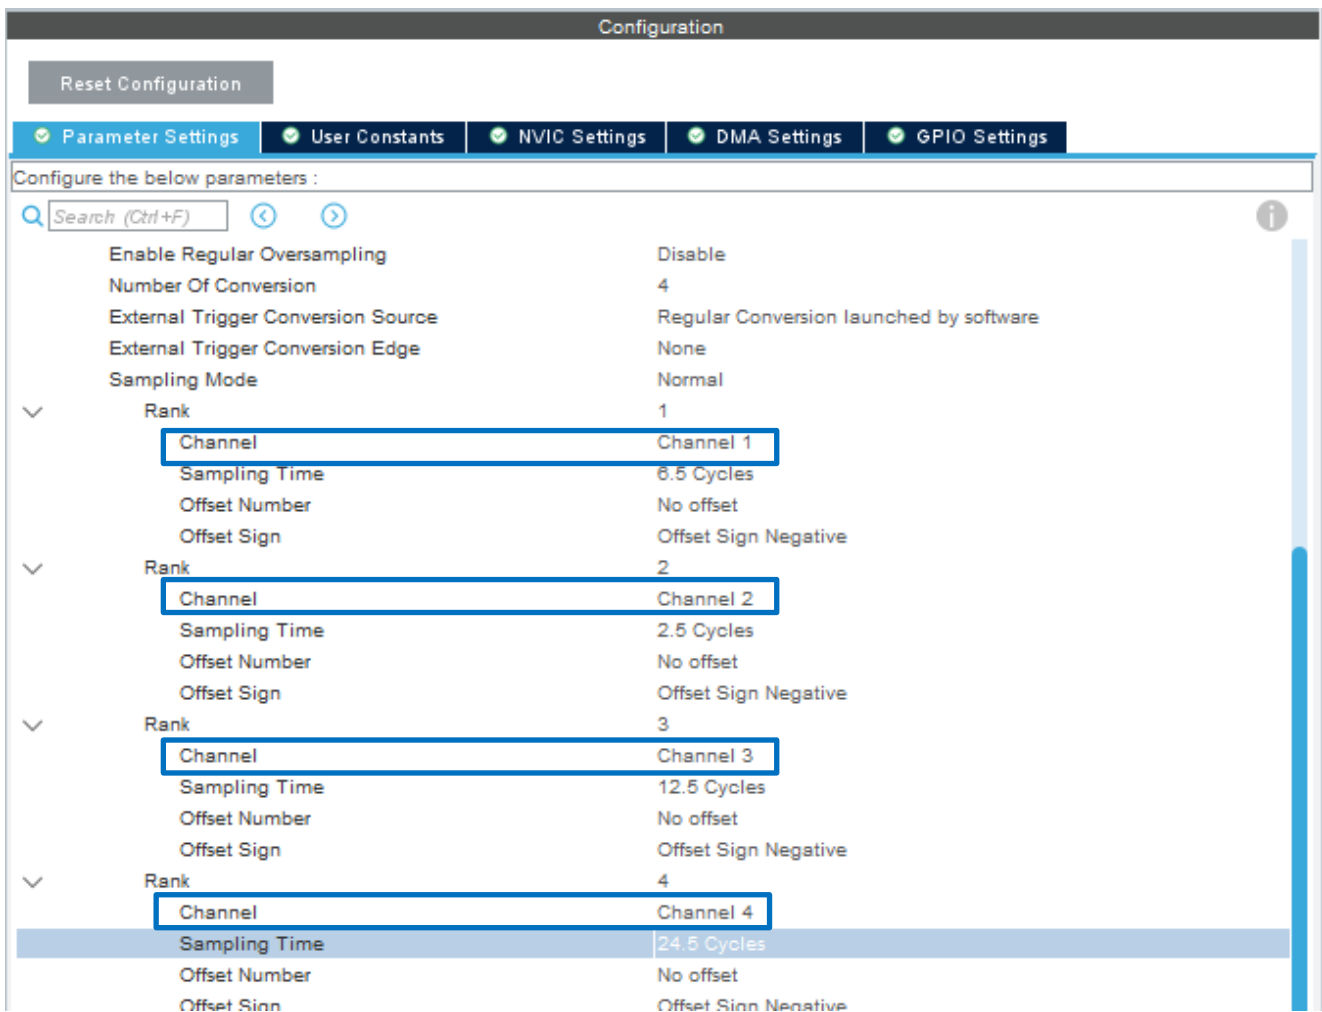 Configuration
Reset Configuration
Parameter Settings User Constants NVIC Settings DMA Settings GPIO Settings
Configure the below parameters :
Search (Ctrl+F)
Enable Regular Oversampling Disable
Number Of Conversion 4
External Trigger Conversion Source Regular Conversion launched by software
External Trigger Conversion Edge None
Sampling Mode Normal
Rank 1
Channel Channel 1
Sampling Time 6.5 Cycles
Offset Number No offset
Offset Sign Offset Sign Negative
Rank 2
Channel Channel 2
Sampling Time 2.5 Cycles
Offset Number No offset
Offset Sign Offset Sign Negative
Rank 3
Channel Channel 3
Sampling Time 12.5 Cycles
Offset Number No offset
Offset Sign Offset Sign Negative
Rank 4
Channel Channel 4
Sampling Time 24.5 Cycles
Offset Number No offset
Offset Sign Offset Sign Negative